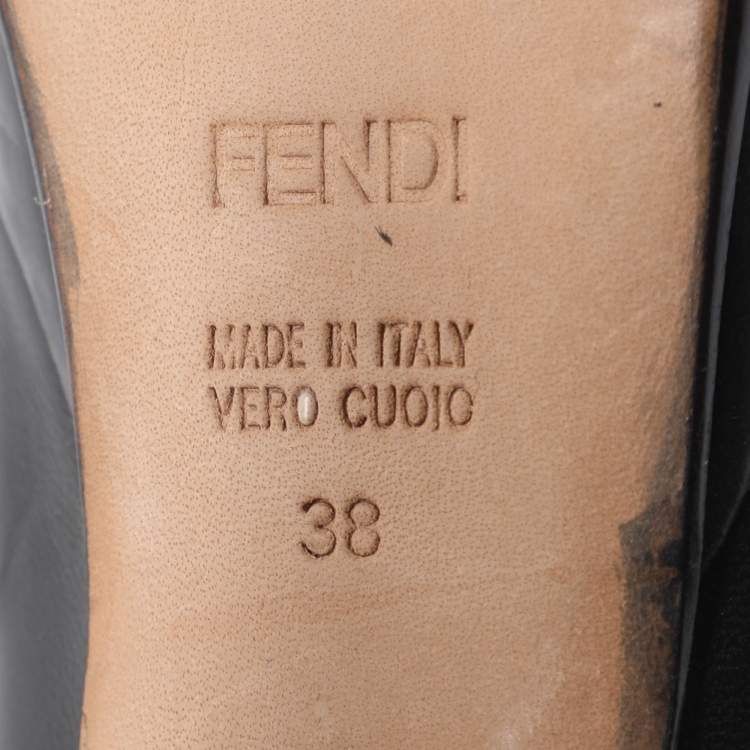 FENDI
MADE IN ITALY
VERO CUOIO
38